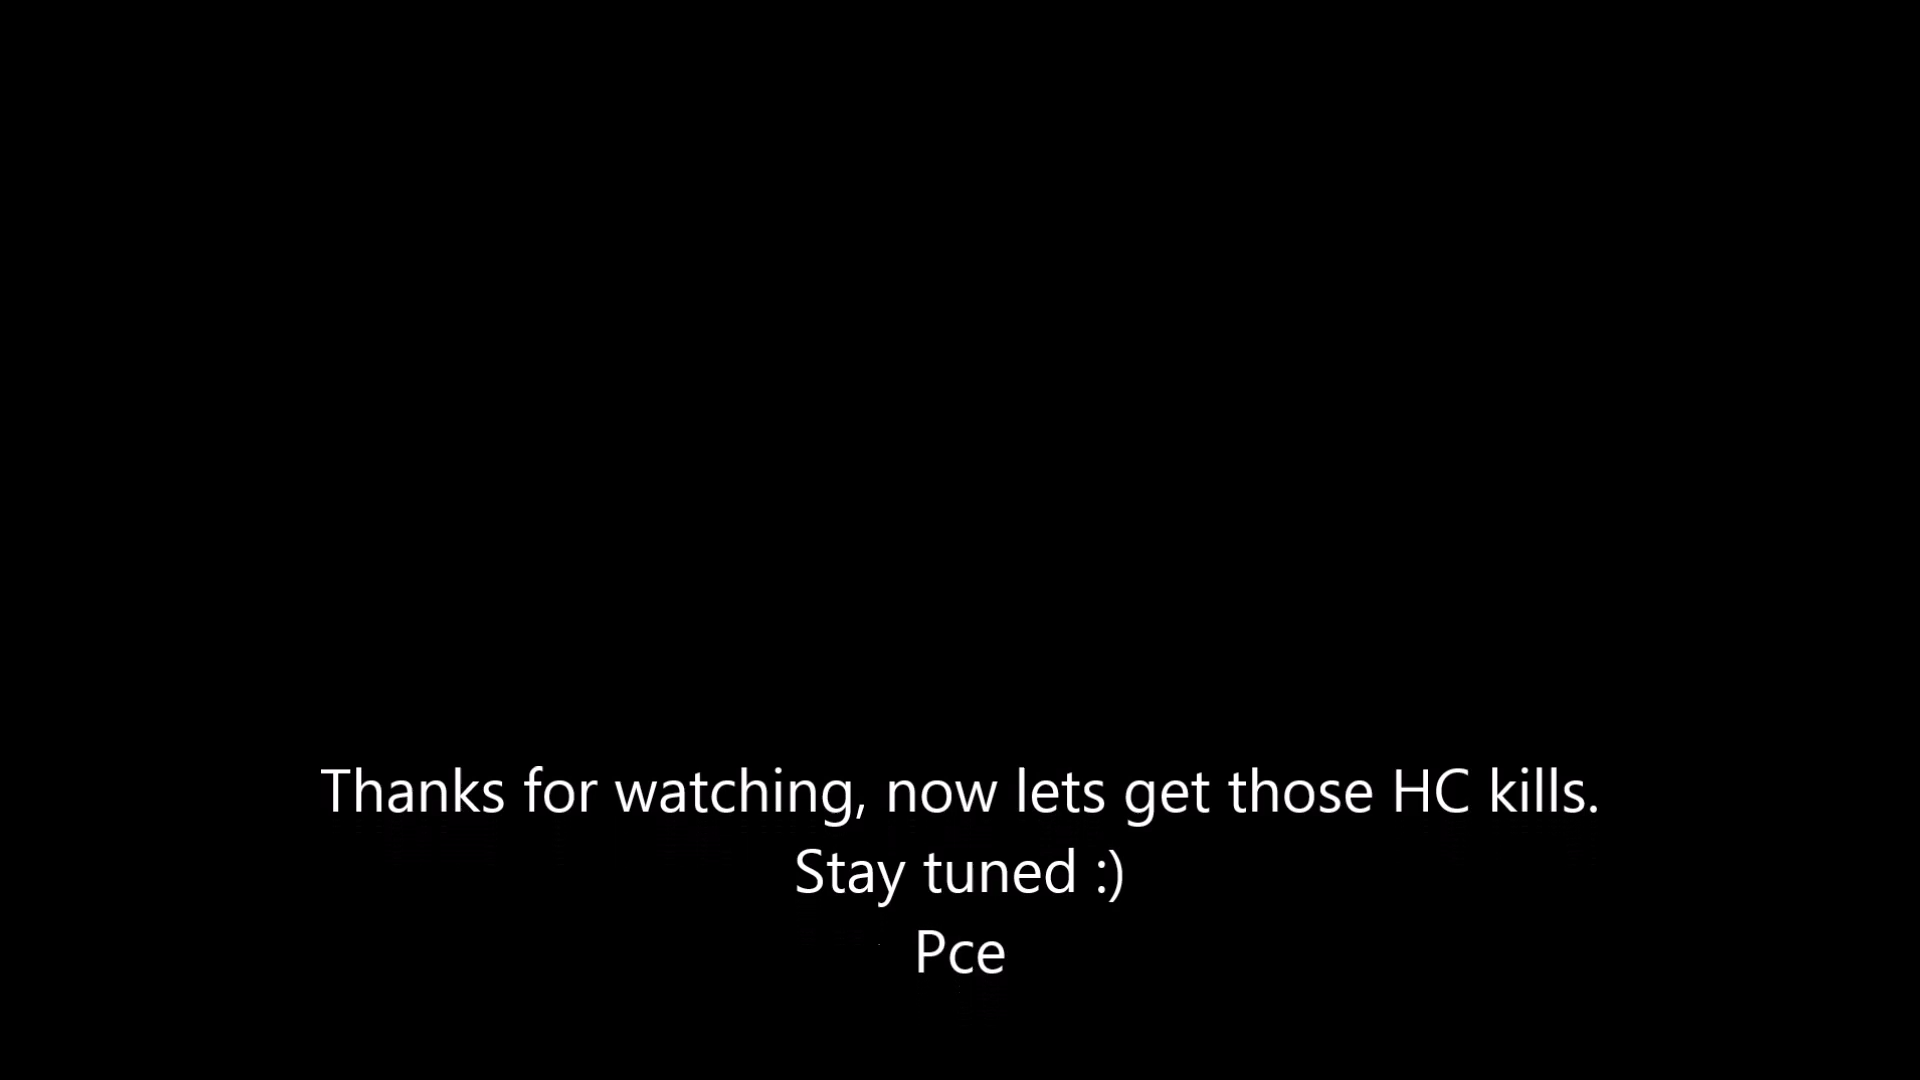 Thanks for watching, now lets get those HC kills.
Stay tuned :)
Pce